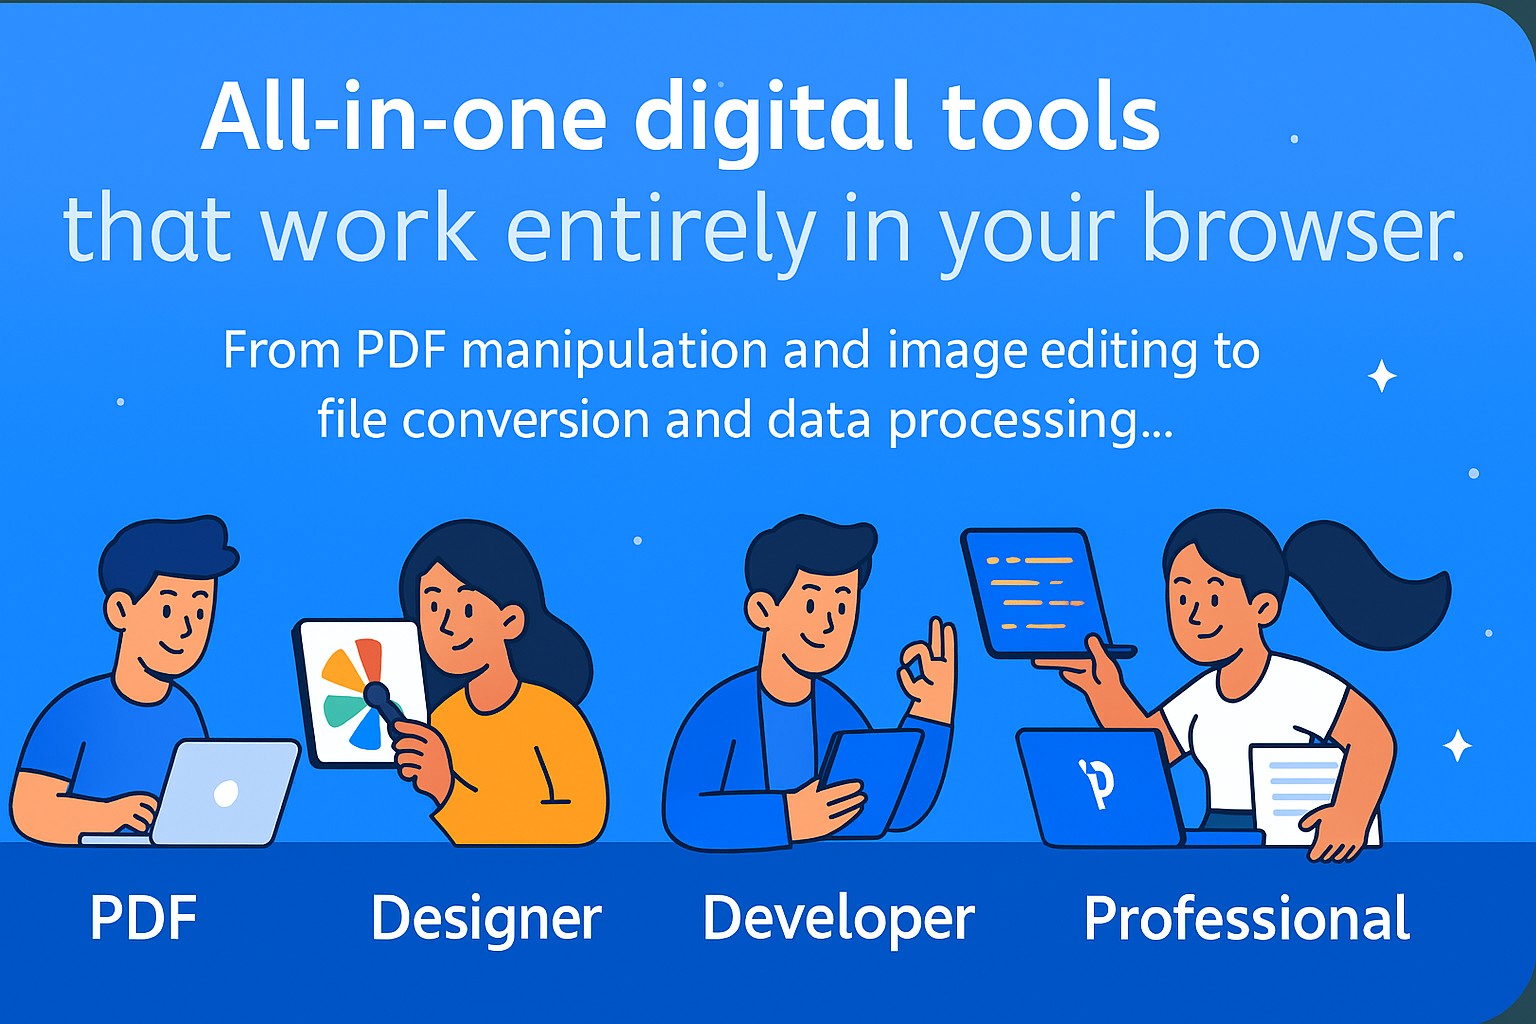 All-in-one digital tools
that work entirely in your browser.
From PDF manipulation and image editing to
file conversion and data processing...
PDF
Designer
Developer
Professional